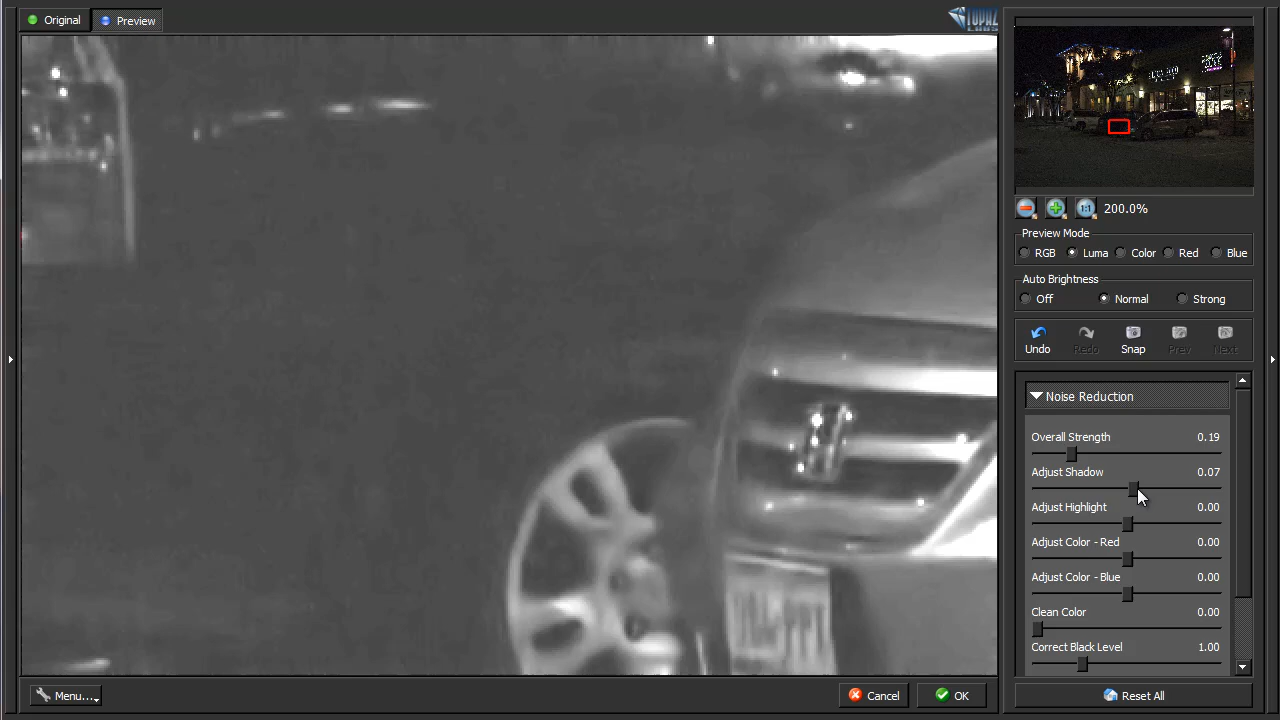 Original Preview
TOPAZ
LABS
200.0%
Preview Mode
RGB Luma Color Red Blue
Auto Brightness
Off Normal Strong
Undo Redo Snap Prev Next
Noise Reduction
Overall Strength 0.19
Adjust Shadow 0.07
Adjust Highlight 0.00
Adjust Color - Red 0.00
Adjust Color - Blue 0.00
Clean Color 0.00
Correct Black Level 1.00
Menu... Cancel OK Reset All